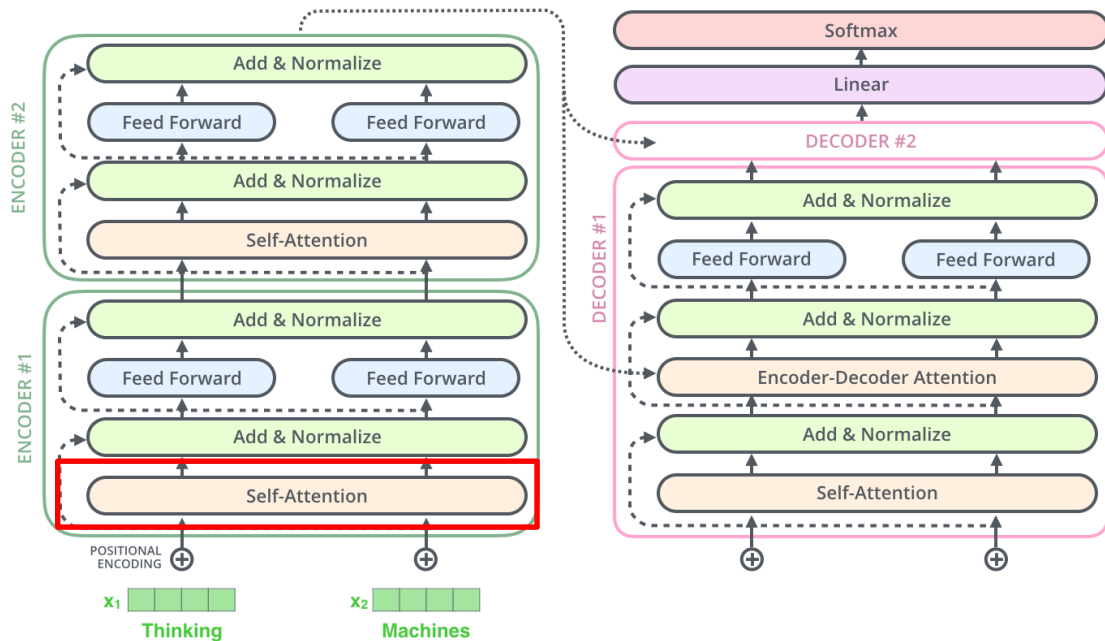 ENCODER #2
Add & Normalize
Feed Forward
Feed Forward
Add & Normalize
Self-Attention
ENCODER #1
Add & Normalize
Feed Forward
Feed Forward
Add & Normalize
Self-Attention
POSITIONAL
ENCODING
x₁
x₂
Thinking
Machines
Softmax
Linear
DECODER #2
DECODER #1
Add & Normalize
Feed Forward
Feed Forward
Add & Normalize
Encoder-Decoder Attention
Add & Normalize
Self-Attention